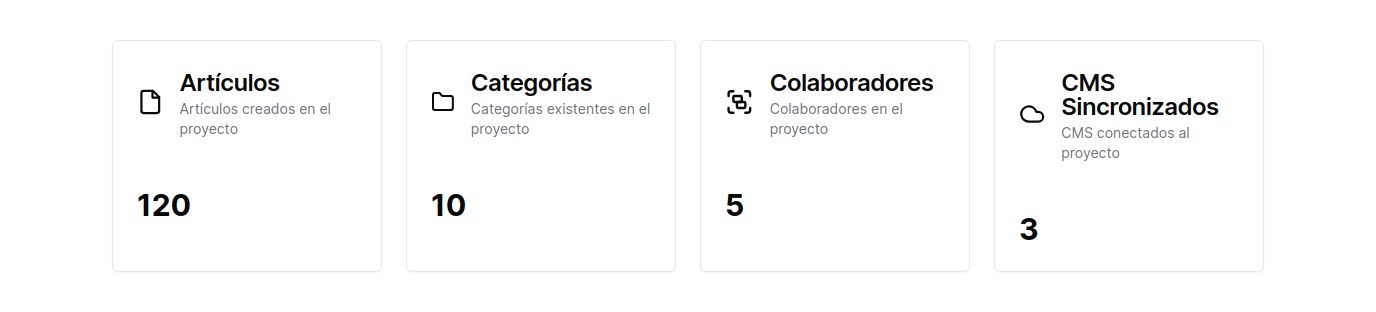 Artículos
Artículos creados en el
proyecto
120
Categorías
Categorías existentes en el
proyecto
10
Colaboradores
Colaboradores en el
proyecto
5
CMS
Sincronizados
CMS conectados al
proyecto
3